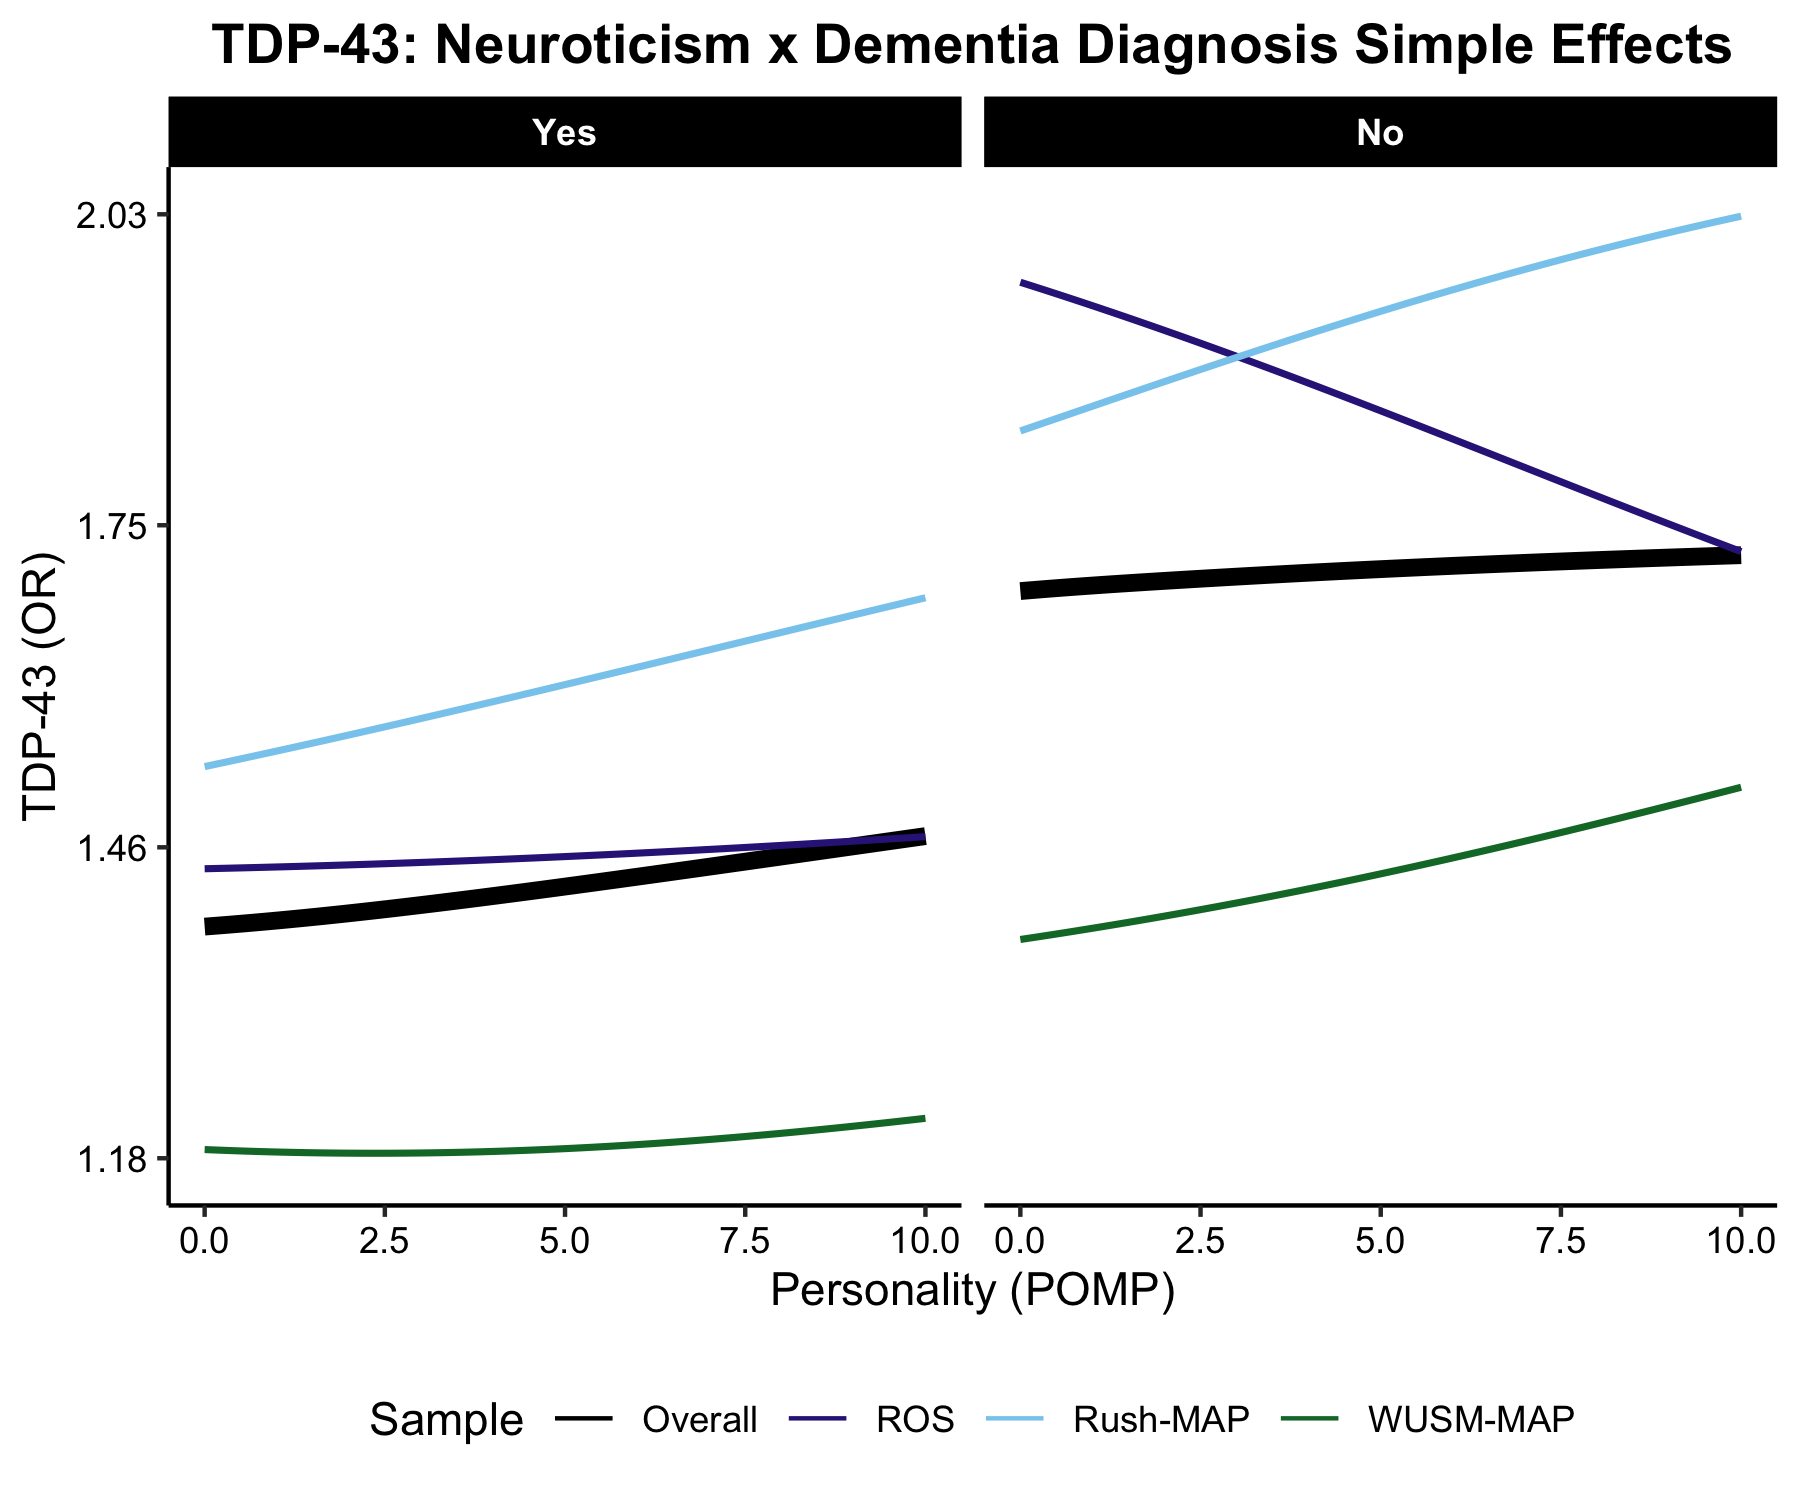 TDP-43: Neuroticism x Dementia Diagnosis Simple Effects
Yes
No
TDP-43 (OR)
2.03
1.75
1.46
1.18
0.0 2.5 5.0 7.5 10.0
0.0 2.5 5.0 7.5 10.0
Personality (POMP)
Sample Overall ROS Rush-MAP WUSM-MAP